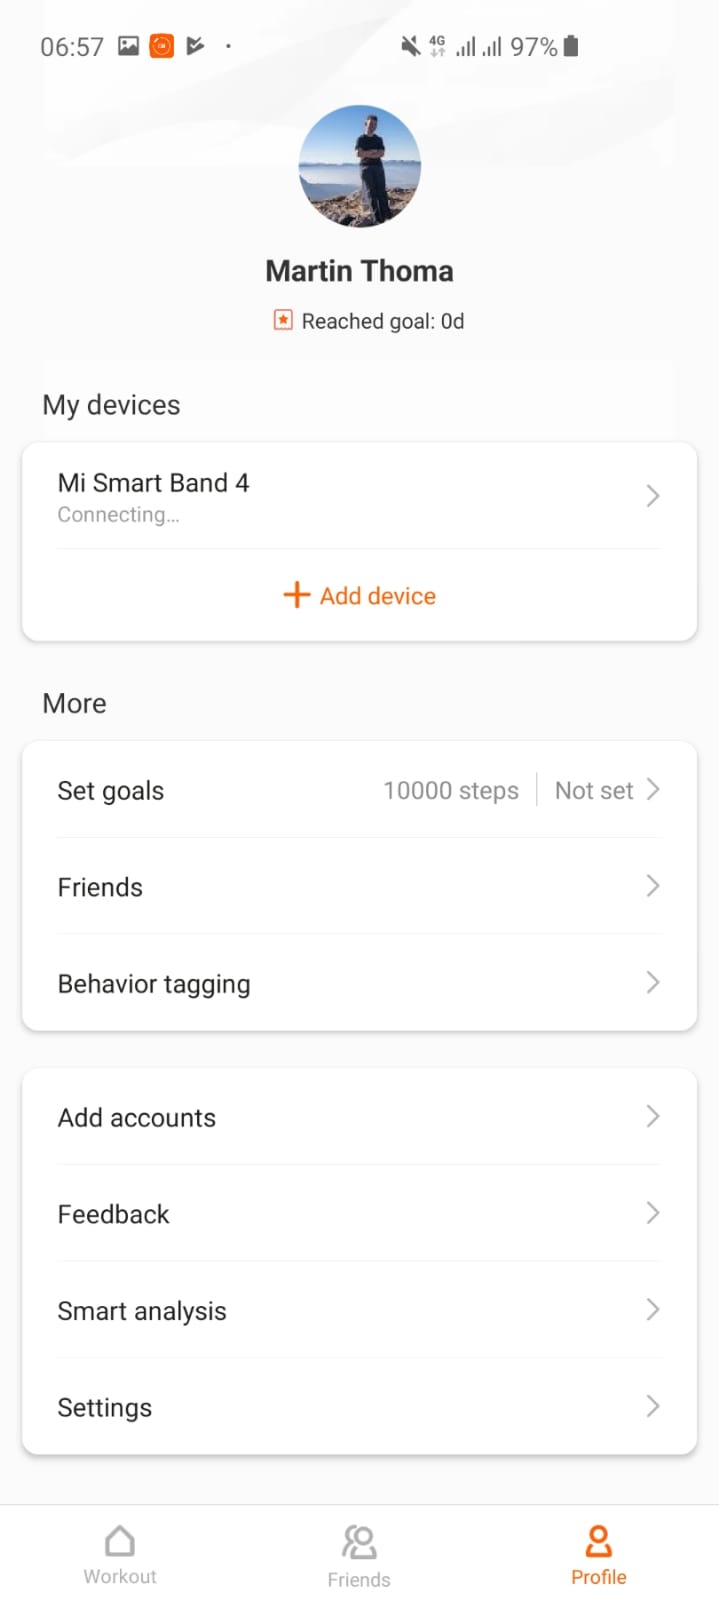 06:57 4G 97%
Martin Thoma
Reached goal: 0d
My devices
Mi Smart Band 4
Connecting...
Add device
More
Set goals 10000 steps Not set
Friends
Behavior tagging
Add accounts
Feedback
Smart analysis
Settings
Workout Friends Profile